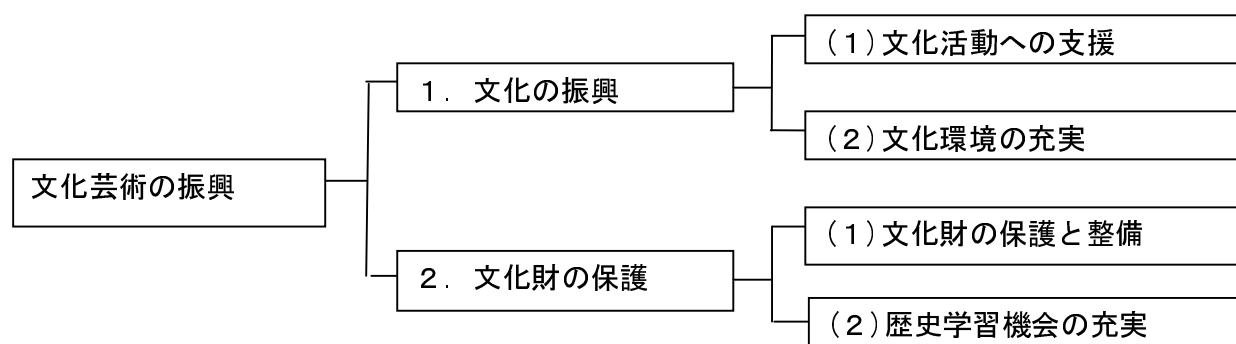 文化芸術の振興
１．文化の振興
（１）文化活動への支援
（２）文化環境の充実
２．文化財の保護
（１）文化財の保護と整備
（２）歴史学習機会の充実